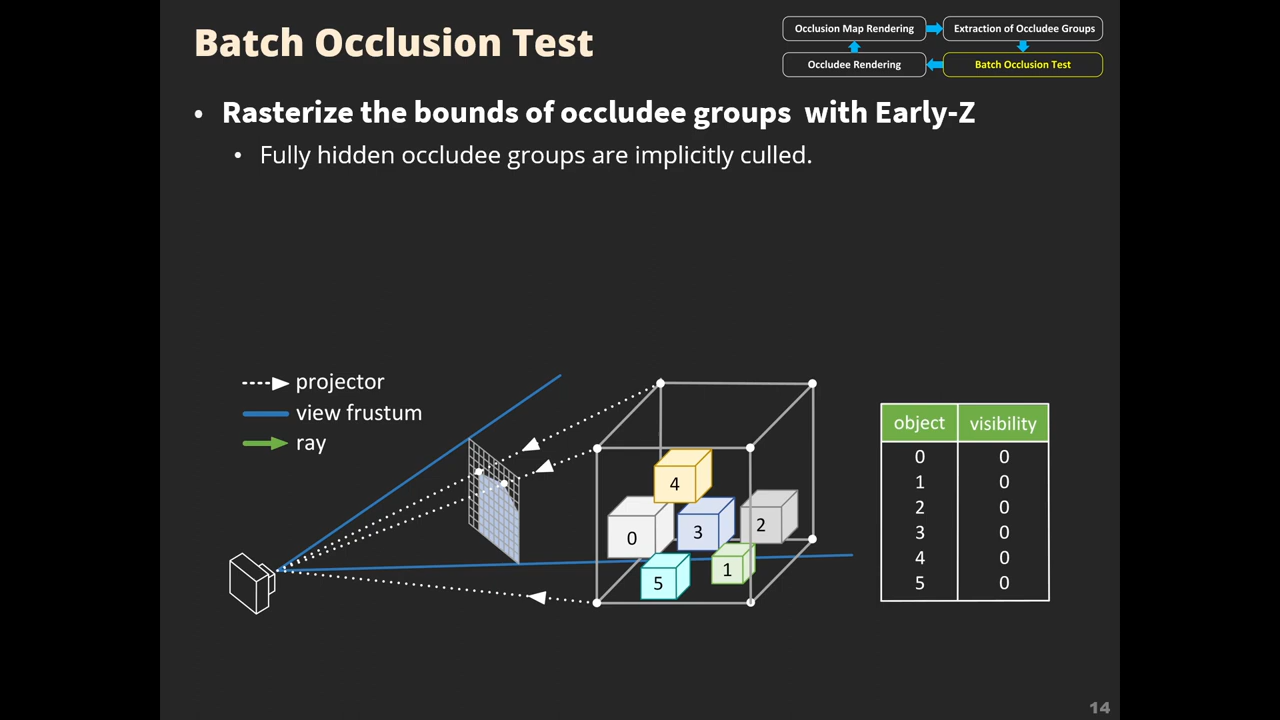 Batch Occlusion Test
Occlusion Map Rendering
Extraction of Occludee Groups
Occludee Rendering
Batch Occlusion Test
• Rasterize the bounds of occludee groups  with Early-Z
• Fully hidden occludee groups are implicitly culled.
projector
view frustum
ray
4
0
3
2
5
1
object visibility
0 0
1 0
2 0
3 0
4 0
5 0
14